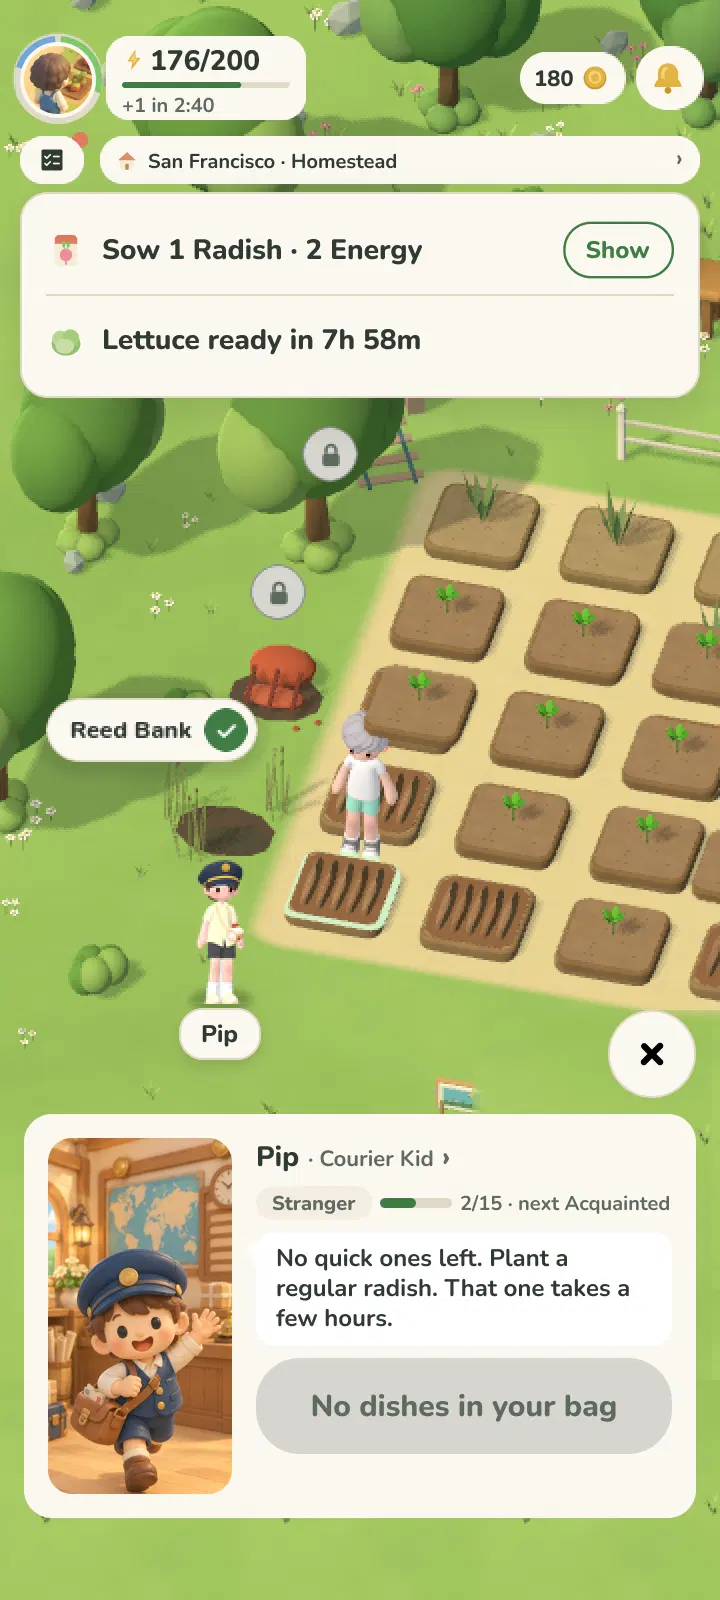 176/200
+1 in 2:40
180
San Francisco · Homestead ›
Sow 1 Radish · 2 Energy
Show
Lettuce ready in 7h 58m
Reed Bank
Pip
Pip · Courier Kid ›
Stranger 2/15 · next Acquainted
No quick ones left. Plant a
regular radish. That one takes a
few hours.
No dishes in your bag